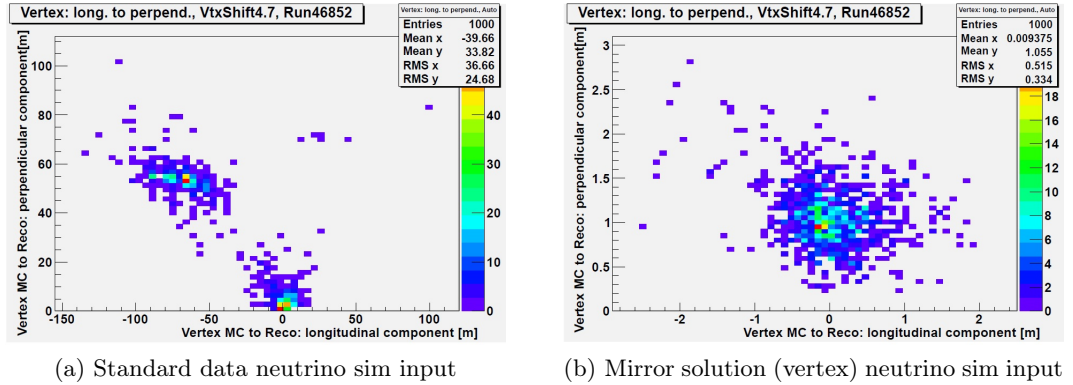 Vertex: long. to perpend., VtxShift4.7, Run46852
Vertex: long. to perpend., Auto
Entries 1000
Mean x -39.66
Mean y 33.82
RMS x 36.66
RMS y 24.68
Vertex MC to Reco: perpendicular component[m]
100
80
60
40
20
0
-150 -100 -50 0 50 100
Vertex MC to Reco: longitudinal component [m]
40
30
20
10
0
(a) Standard data neutrino sim input
Vertex: long. to perpend., VtxShift4.7, Run46852
Vertex: long. to perpend., Auto
Entries 1000
Mean x 0.009375
Mean y 1.055
RMS x 0.515
RMS y 0.334
Vertex MC to Reco: perpendicular component [m]
3
2.5
2
1.5
1
0.5
0
-2 -1 0 1 2
Vertex MC to Reco: longitudinal component [m]
18
16
14
12
10
8
6
4
2
0
(b) Mirror solution (vertex) neutrino sim input